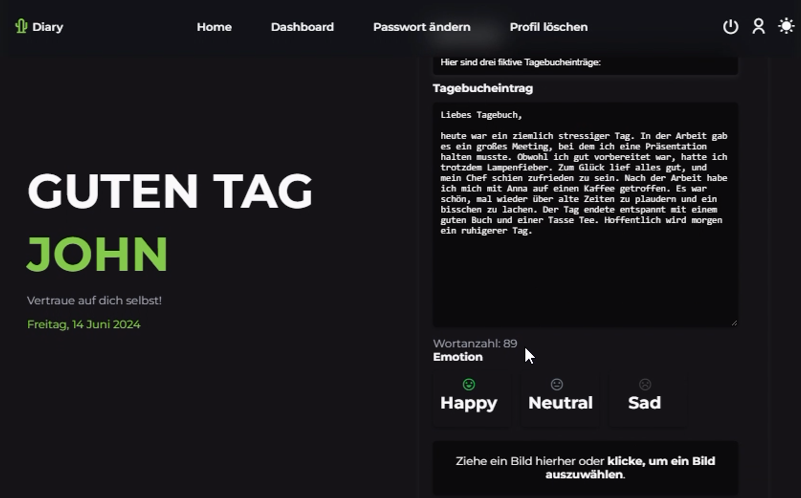 Diary
Home
Dashboard
Passwort ändern
Profil löschen
GUTEN TAG
JOHN
Vertraue auf dich selbst!
Freitag, 14 Juni 2024
Hier sind drei fiktive Tagebucheinträge:
Tagebucheintrag
Liebes Tagebuch,
heute war ein ziemlich stressiger Tag. In der Arbeit gab
es ein großes Meeting, bei dem ich eine Präsentation
halten musste. Obwohl ich gut vorbereitet war, hatte ich
trotzdem Lampenfieber. Zum Glück lief alles gut, und
mein Chef schien zufrieden zu sein. Nach der Arbeit habe
ich mich mit Anna auf einen Kaffee getroffen. Es war
schön, mal wieder über alte Zeiten zu plaudern und ein
bisschen zu lachen. Der Tag endete entspannt mit einem
guten Buch und einer Tasse Tee. Hoffentlich wird morgen
ein ruhigerer Tag.
Wortanzahl: 89
Emotion
Happy
Neutral
Sad
Ziehe ein Bild hierher oder klicke, um ein Bild
auszuwählen.